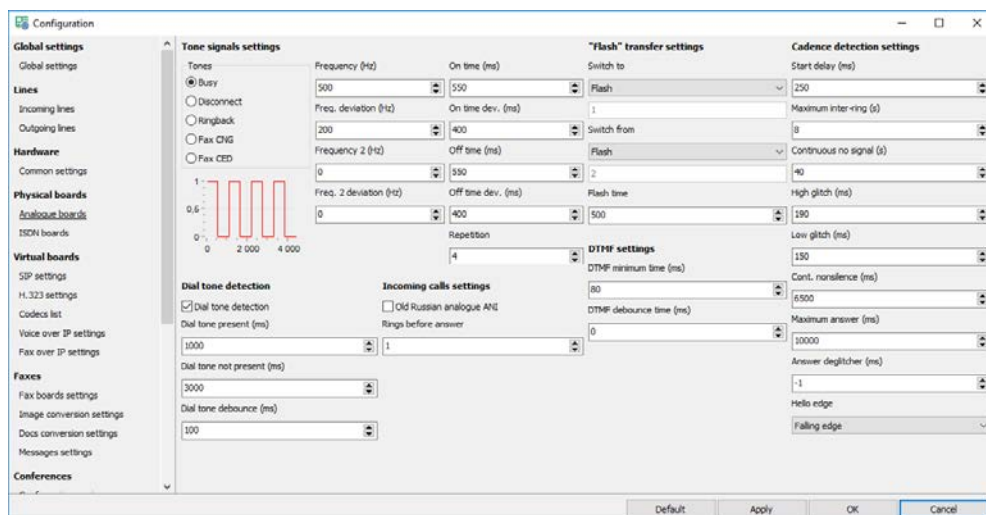 Configuration
Global settings
Global settings
Lines
Incoming lines
Outgoing lines
Hardware
Common settings
Physical boards
Analogue boards
ISDN boards
Virtual boards
SIP settings
H.323 settings
Codecs list
Voice over IP settings
Fax over IP settings
Faxes
Fax boards settings
Image conversion settings
Docs conversion settings
Messages settings
Conferences
Tone signals settings
Tones
Busy
Disconnect
Ringback
Fax CNG
Fax CED
1
0,6
0
0 2 000 4 000
Frequency (Hz)
500
Freq. deviation (Hz)
200
Frequency 2 (Hz)
0
Freq. 2 deviation (Hz)
0
On time (ms)
550
On time dev. (ms)
400
Off time (ms)
550
Off time dev. (ms)
400
Repetition
4
Dial tone detection
Dial tone detection
Dial tone present (ms)
1000
Dial tone not present (ms)
3000
Dial tone debounce (ms)
100
Incoming calls settings
Old Russian analogue ANI
Rings before answer
1
"Flash" transfer settings
Switch to
Flash
1
Switch from
Flash
2
Flash time
500
DTMF settings
DTMF minimum time (ms)
80
DTMF debounce time (ms)
0
Cadence detection settings
Start delay (ms)
250
Maximum inter-ring (s)
8
Continuous no signal (s)
40
High glitch (ms)
190
Low glitch (ms)
150
Cont. nonsilence (ms)
6500
Maximum answer (ms)
10000
Answer deglitcher (ms)
-1
Hello edge
Falling edge
Default
Apply
OK
Cancel